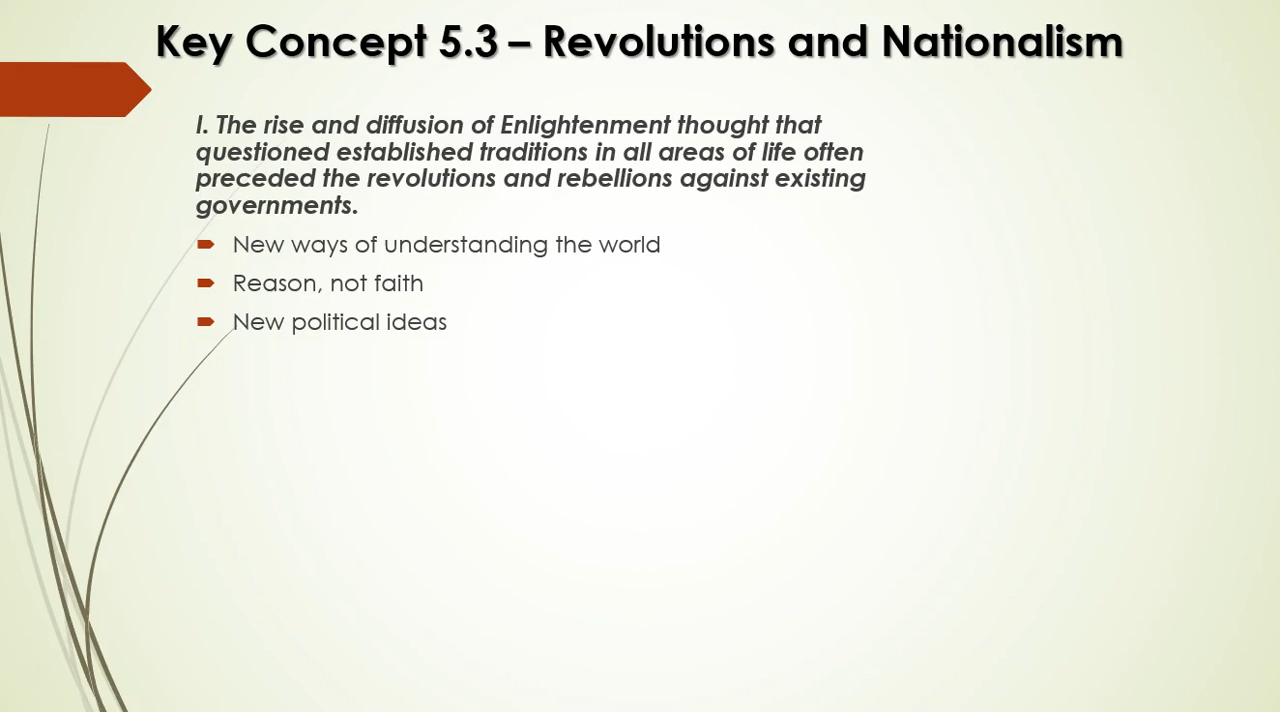 Key Concept 5.3 – Revolutions and Nationalism
I. The rise and diffusion of Enlightenment thought that
questioned established traditions in all areas of life often
preceded the revolutions and rebellions against existing
governments.
New ways of understanding the world
Reason, not faith
New political ideas